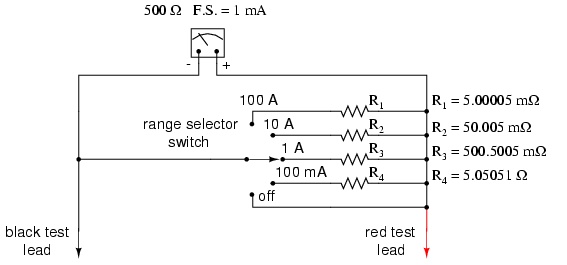 500 Ω F.S. = 1 mA
- +
100 A R1 R1 = 5.00005 mΩ
range selector 10 A R2 R2 = 50.005 mΩ
switch 1 A R3 R3 = 500.5005 mΩ
100 mA R4 R4 = 5.05051 Ω
off
black test red test
lead lead